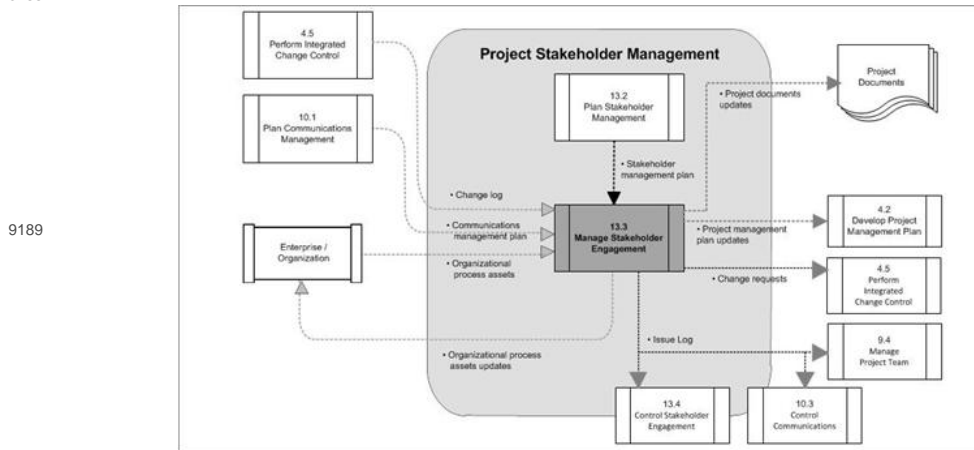 4.5
Perform Integrated
Change Control
Project Stakeholder Management
Project
Documents
• Project documents
updates
13.2
Plan Stakeholder
Management
10.1
Plan Communications
Management
• Stakeholder
management plan
• Change log
9189
Enterprise /
Organization
• Communications
management plan
• Organizational
process assets
13.3
Manage Stakeholder
Engagement
• Project management
plan updates
4.2
Develop Project
Management Plan
• Change requests
4.5
Perform
Integrated
Change Control
• Issue Log
9.4
Manage
Project Team
• Organizational process
assets updates
13.4
Control Stakeholder
Engagement
10.3
Control
Communications